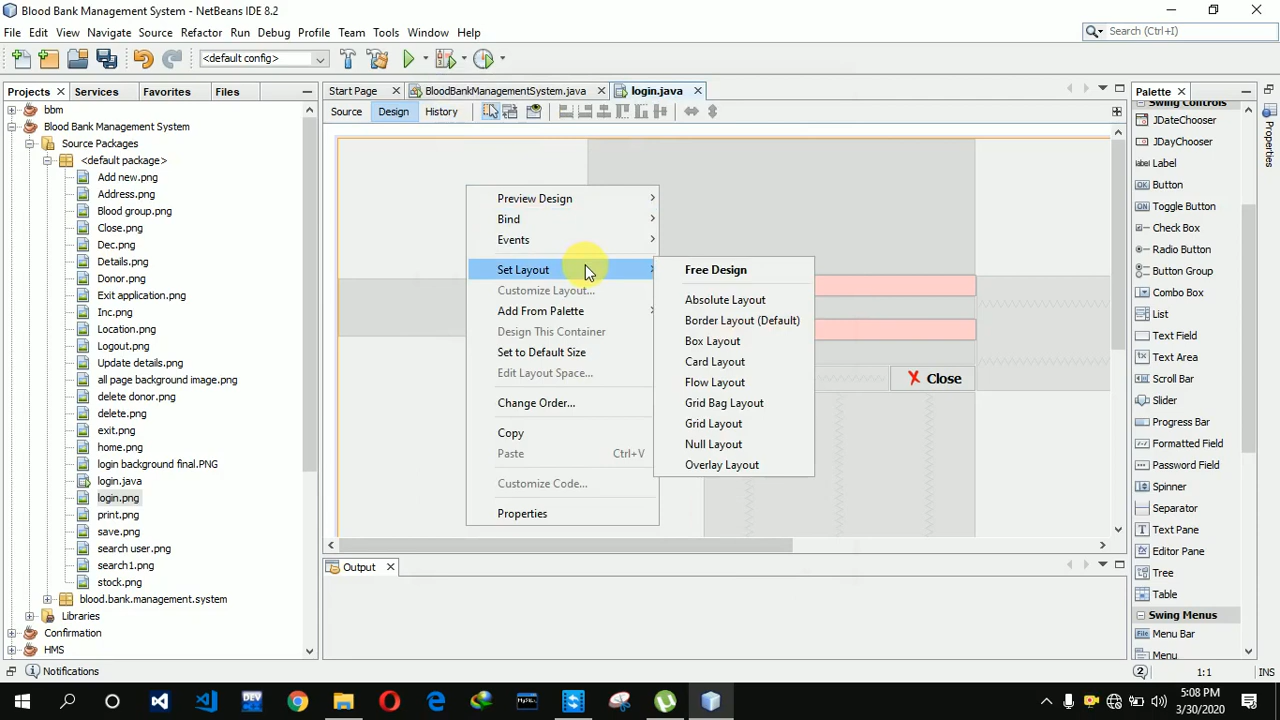 Blood Bank Management System - NetBeans IDE 8.2
File Edit View Navigate Source Refactor Run Debug Profile Team Tools Window Help
Search (Ctrl+I)
<default config>
Projects Services Favorites Files
Start Page BloodBankManagementSystem.java login.java
Source Design History
bbm
Blood Bank Management System
Source Packages
<default package>
Add new.png
Address.png
Blood group.png
Close.png
Dec.png
Details.png
Donor.png
Exit application.png
Inc.png
Location.png
Logout.png
Update details.png
all page background image.png
delete donor.png
delete.png
exit.png
home.png
login background final.PNG
login.java
login.png
print.png
save.png
search user.png
search1.png
stock.png
blood.bank.management.system
Libraries
Confirmation
HMS
Preview Design
Bind
Events
Set Layout
Customize Layout...
Add From Palette
Design This Container
Set to Default Size
Edit Layout Space...
Change Order...
Copy
Paste Ctrl+V
Customize Code...
Properties
Free Design
Absolute Layout
Border Layout (Default)
Box Layout
Card Layout
Flow Layout
Grid Bag Layout
Grid Layout
Null Layout
Overlay Layout
Close
Output
Palette
Swing Controls
JDateChooser
JDayChooser
label Label
OK Button
ON Toggle Button
Check Box
Radio Button
Button Group
Combo Box
List
Text Field
Text Area
Scroll Bar
Slider
Progress Bar
Formatted Field
Password Field
Spinner
Separator
Text Pane
Editor Pane
Tree
Table
Swing Menus
File Edit Menu Bar
Menu
Properties
Notifications
2 1:1 INS
DEV
MySQL
5:08 PM
3/30/2020